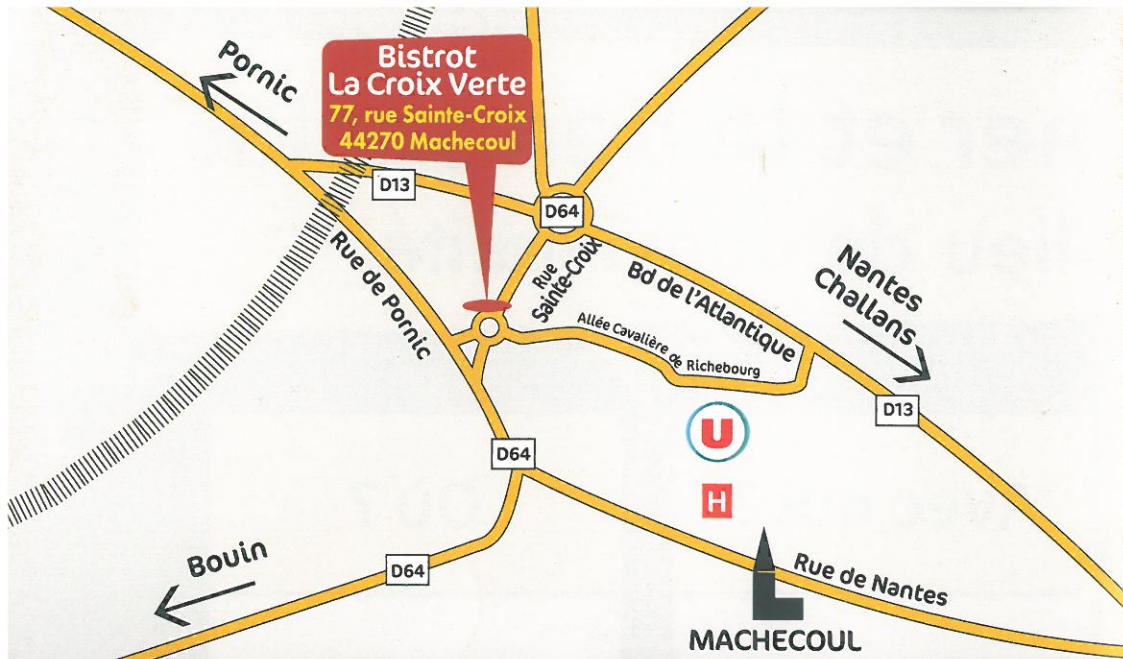 Pornic
Bistrot
La Croix Verte
77, rue Sainte-Croix
44270 Machecoul
D13
D64
Rue de Pornic
Rue
Sainte-Croix
Bd de l'Atlantique
Nantes
Challans
Allée Cavalière de Richebourg
D13
U
D64
H
Bouin
D64
Rue de Nantes
MACHECOUL